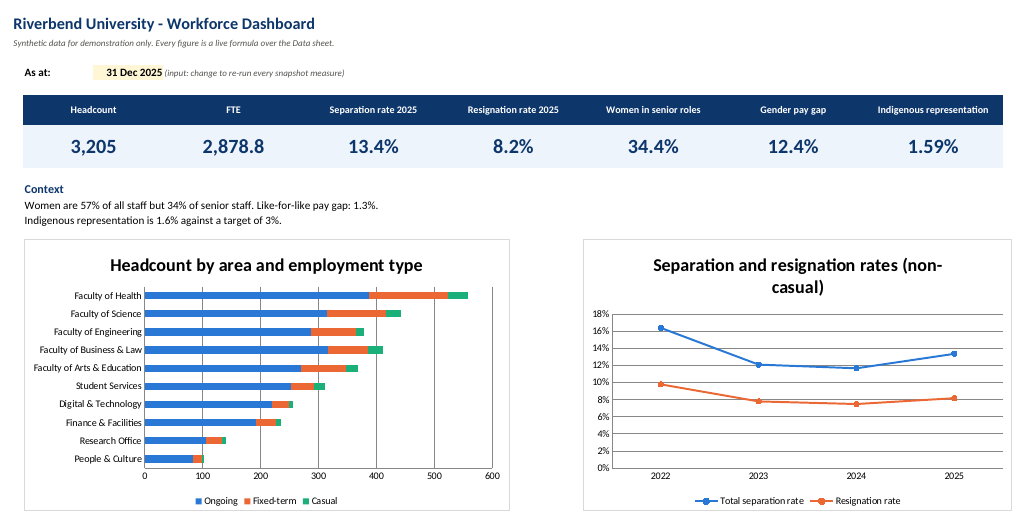 Riverbend University - Workforce Dashboard
Synthetic data for demonstration only. Every figure is a live formula over the Data sheet.
As at: 31 Dec 2025 (input: change to re-run every snapshot measure)
Headcount FTE Separation rate 2025 Resignation rate 2025 Women in senior roles Gender pay gap Indigenous representation
3,205 2,878.8 13.4% 8.2% 34.4% 12.4% 1.59%
Context
Women are 57% of all staff but 34% of senior staff. Like-for-like pay gap: 1.3%.
Indigenous representation is 1.6% against a target of 3%.
Headcount by area and employment type
Faculty of Health
Faculty of Science
Faculty of Engineering
Faculty of Business & Law
Faculty of Arts & Education
Student Services
Digital & Technology
Finance & Facilities
Research Office
People & Culture
0 100 200 300 400 500 600
Ongoing Fixed-term Casual
Separation and resignation rates (non-
casual)
18%
16%
14%
12%
10%
8%
6%
4%
2%
0%
2022 2023 2024 2025
Total separation rate Resignation rate